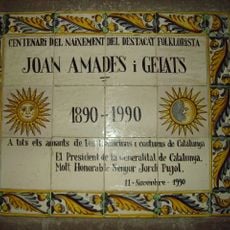 CENTENARI DEL NAIXEMENT DEL DESTACAT FOLKLORISTA
JOAN AMADES i GELATS
1890-1990
A tots els amants de les tradicions i costums de Catalunya
El President de la Generalitat de Catalunya.
Molt Honorable Senyor Jordi Pujol.
11-Novembre-1990